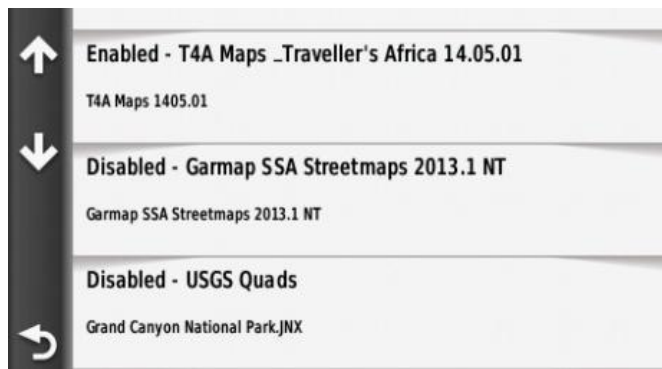 Enabled - T4A Maps _Traveller's Africa 14.05.01
T4A Maps 1405.01
Disabled - Garmap SSA Streetmaps 2013.1 NT
Garmap SSA Streetmaps 2013.1 NT
Disabled - USGS Quads
Grand Canyon National Park.JNX